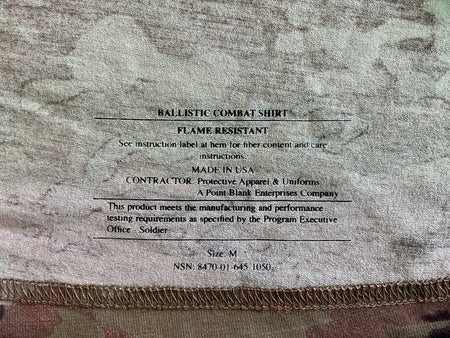 BALLISTIC COMBAT SHIRT
FLAME RESISTANT
See instruction label at hem for fiber content and care
instructions.
MADE IN USA
CONTRACTOR: Protective Apparel & Uniforms
A Point Blank Enterprises Company
This product meets the manufacturing and performance
testing requirements as specified by the Program Executive
Office Soldier
Size: M
NSN: 8470-01-645-1050